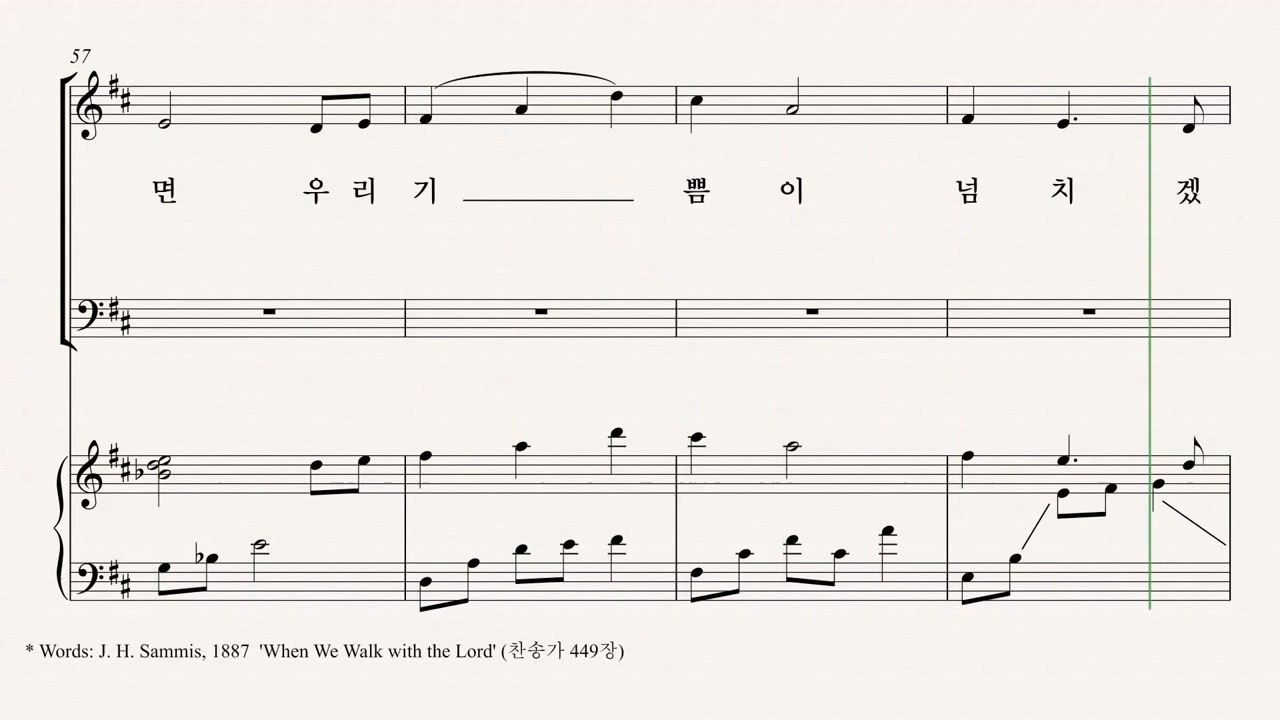 57
면 우 리 기 쁨 이 넘 치 겠
* Words: J. H. Sammis, 1887 'When We Walk with the Lord' (찬송가 449장)